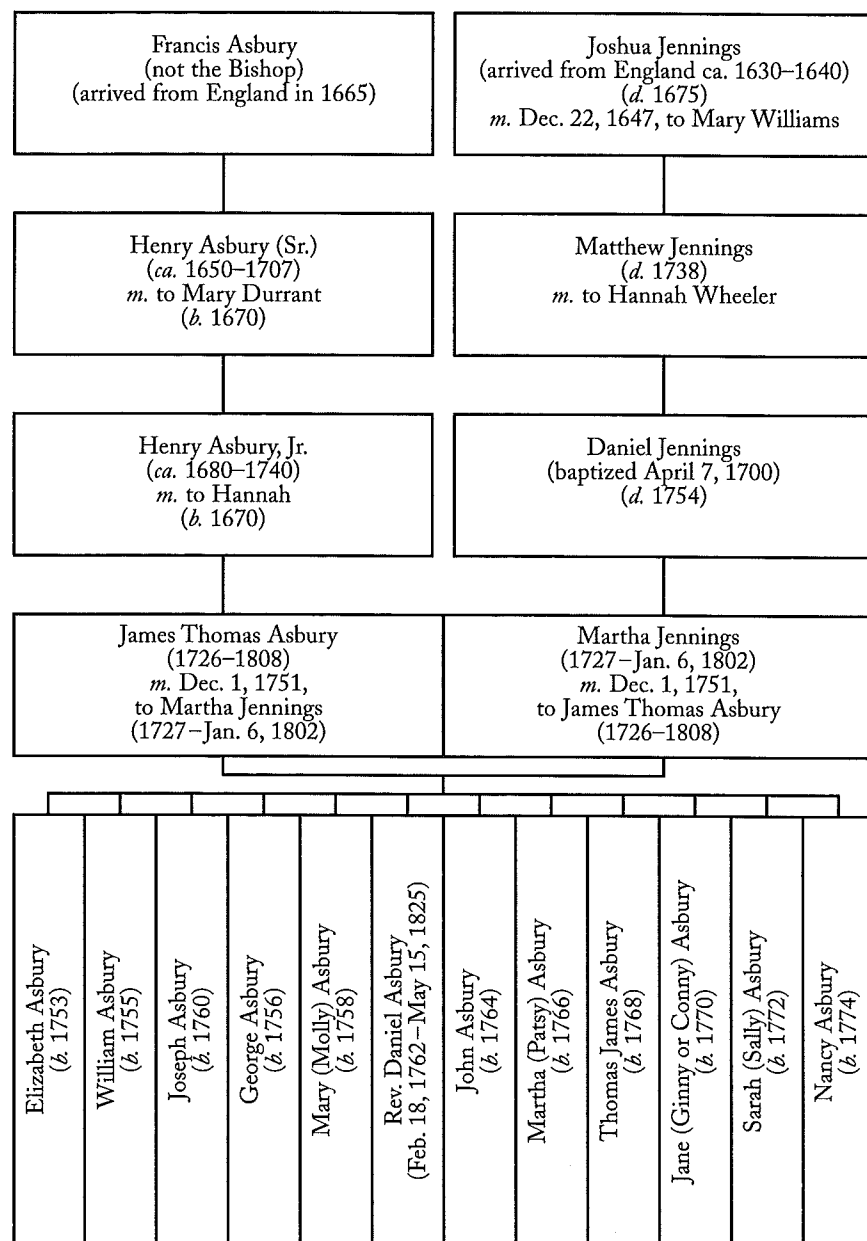 Francis Asbury
(not the Bishop)
(arrived from England in 1665)
Joshua Jennings
(arrived from England ca. 1630–1640)
(d. 1675)
m. Dec. 22, 1647, to Mary Williams
Henry Asbury (Sr.)
(ca. 1650–1707)
m. to Mary Durrant
(b. 1670)
Matthew Jennings
(d. 1738)
m. to Hannah Wheeler
Henry Asbury, Jr.
(ca. 1680–1740)
m. to Hannah
(b. 1670)
Daniel Jennings
(baptized April 7, 1700)
(d. 1754)
James Thomas Asbury
(1726–1808)
m. Dec. 1, 1751,
to Martha Jennings
(1727–Jan. 6, 1802)
Martha Jennings
(1727–Jan. 6, 1802)
m. Dec. 1, 1751,
to James Thomas Asbury
(1726–1808)
Elizabeth Asbury
(b. 1753)
William Asbury
(b. 1755)
Joseph Asbury
(b. 1760)
George Asbury
(b. 1756)
Mary (Molly) Asbury
(b. 1758)
Rev. Daniel Asbury
(Feb. 18, 1762–May 15, 1825)
John Asbury
(b. 1764)
Martha (Patsy) Asbury
(b. 1766)
Thomas James Asbury
(b. 1768)
Jane (Ginny or Conny) Asbury
(b. 1770)
Sarah (Sally) Asbury
(b. 1772)
Nancy Asbury
(b. 1774)